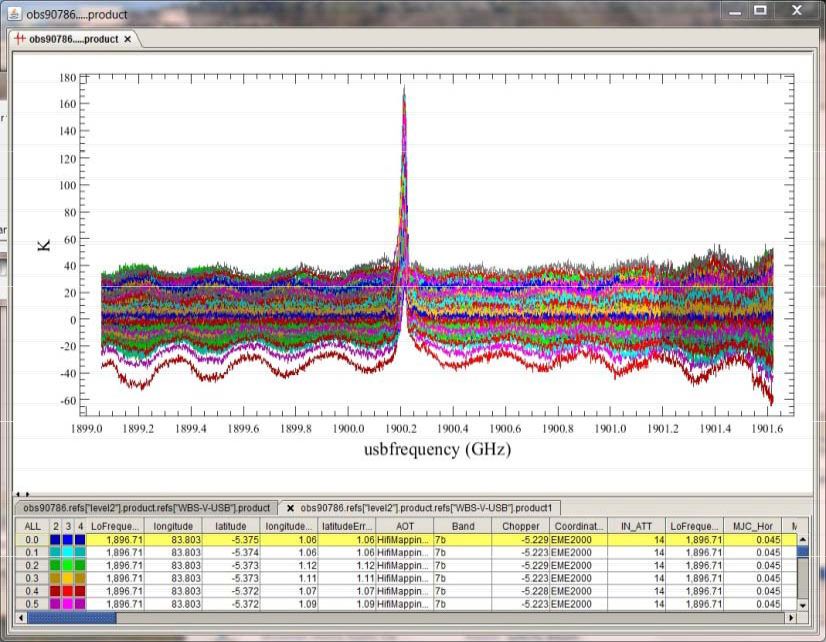 obs90786.....product
obs90786.....product
180
160
140
120
100
80
60
40
20
0
-20
-40
-60
K
1899.0 1899.2 1899.4 1899.6 1899.8 1900.0 1900.2 1900.4 1900.6 1900.8 1901.0 1901.2 1901.4 1901.6
usbfrequency (GHz)
obs90786.refs["level2"].product.refs["WBS-V-USB"].product obs90786.refs["level2"].product.refs["WBS-V-USB"].product1
ALL 2 3 4 LoFreque... longitude latitude longitude... latitudeErr... AOT Band Chopper Coordinat... IN_ATT LoFreque... MJC_Hor
0.0 1,896.71 83.803 -5.375 1.06 1.06 HifiMappin... 7b -5.229 EME2000 14 1,896.71 0.045
0.1 1,896.71 83.803 -5.374 1.06 1.06 HifiMappin... 7b -5.223 EME2000 14 1,896.71 0.045
0.2 1,896.71 83.803 -5.373 1.12 1.12 HifiMappin... 7b -5.229 EME2000 14 1,896.71 0.045
0.3 1,896.71 83.803 -5.373 1.11 1.11 HifiMappin... 7b -5.223 EME2000 14 1,896.71 0.045
0.4 1,896.71 83.803 -5.372 1.07 1.07 HifiMappin... 7b -5.228 EME2000 14 1,896.71 0.045
0.5 1,896.71 83.803 -5.372 1.09 1.09 HifiMappin... 7b -5.223 EME2000 14 1,896.71 0.045